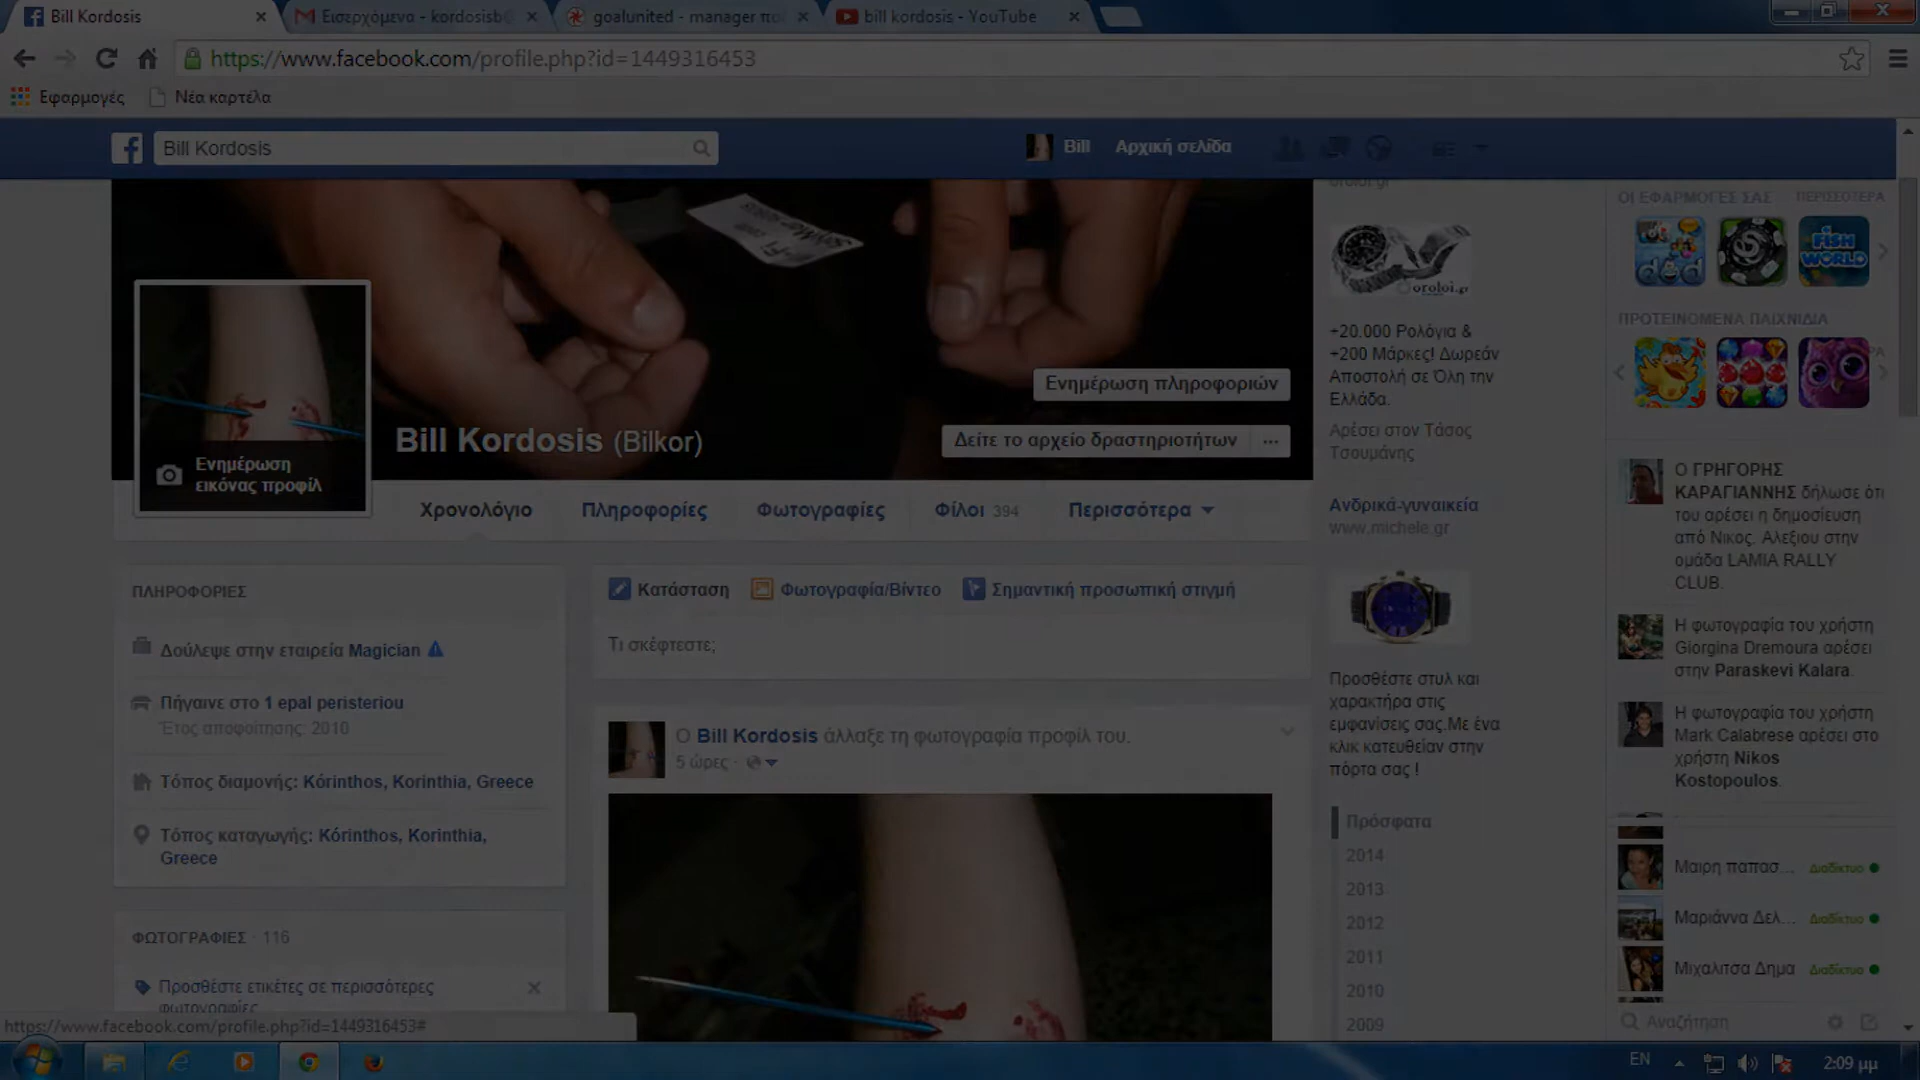 Bill Kordosis
Εισερχόμενα - kordosisb@
goalunited - manager πο
bill kordosis - YouTube
https://www.facebook.com/profile.php?id=1449316453
Εφαρμογές
Νέα καρτέλα
Bill Kordosis
Bill
Αρχική σελίδα
oroloi.gr
ΟΙ ΕΦΑΡΜΟΓΕΣ ΣΑΣ
ΠΕΡΙΣΣΟΤΕΡΑ
FISH
WORLD
oroloi.gr
ΠΡΟΤΕΙΝΟΜΕΝΑ ΠΑΙΧΝΙΔΙΑ
+20.000 Ρολόγια &
+200 Μάρκες! Δωρεάν
Αποστολή σε Όλη την
Ελλάδα.
Αρέσει στον Τάσος
Τσουμάνης.
Ενημέρωση πληροφοριών
Δείτε το αρχείο δραστηριοτήτων
...
Bill Kordosis (Bilkor)
Ενημέρωση
εικόνας προφίλ
Χρονολόγιο
Πληροφορίες
Φωτογραφίες
Φίλοι 394
Περισσότερα
Ανδρικά-γυναικεία
www.michele.gr
Ο ΓΡΗΓΟΡΗΣ
ΚΑΡΑΓΙΑΝΝΗΣ δήλωσε ότι
του αρέσει η δημοσίευση
από Νικος. Αλεξιου στην
ομάδα LAMIA RALLY
CLUB.
ΠΛΗΡΟΦΟΡΙΕΣ
Δούλεψε στην εταιρεία Magician
Πήγαινε στο 1 epal peristeriou
Έτος αποφοίτησης: 2010
Τόπος διαμονής: Kórinthos, Korinthia, Greece
Τόπος καταγωγής: Kórinthos, Korinthia,
Greece
ΦΩΤΟΓΡΑΦΙΕΣ · 116
Προσθέστε ετικέτες σε περισσότερες
φωτογραφίες
Κατάσταση
Φωτογραφία/Βίντεο
Σημαντική προσωπική στιγμή
Τι σκέφτεστε;
Ο Bill Kordosis άλλαξε τη φωτογραφία προφίλ του.
5 ώρες ·
Προσθέστε στυλ και
χαρακτήρα στις
εμφανίσεις σας.Με ένα
κλικ κατευθείαν στην
πόρτα σας !
Πρόσφατα
2014
2013
2012
2011
2010
2009
Η φωτογραφία του χρήστη
Giorgina Dremoura αρέσει
στην Paraskevi Kalara.
Η φωτογραφία του χρήστη
Mark Calabrese αρέσει στο
χρήστη Nikos
Kostopoulos.
Μαιρη παπασ...
Διαδίκτυο
Μαριάννα Δελ...
Διαδίκτυο
Μιχαλιτσα Δημα
Διαδίκτυο
Αναζήτηση
https://www.facebook.com/profile.php?id=1449316453#
EN
2:09 μμ